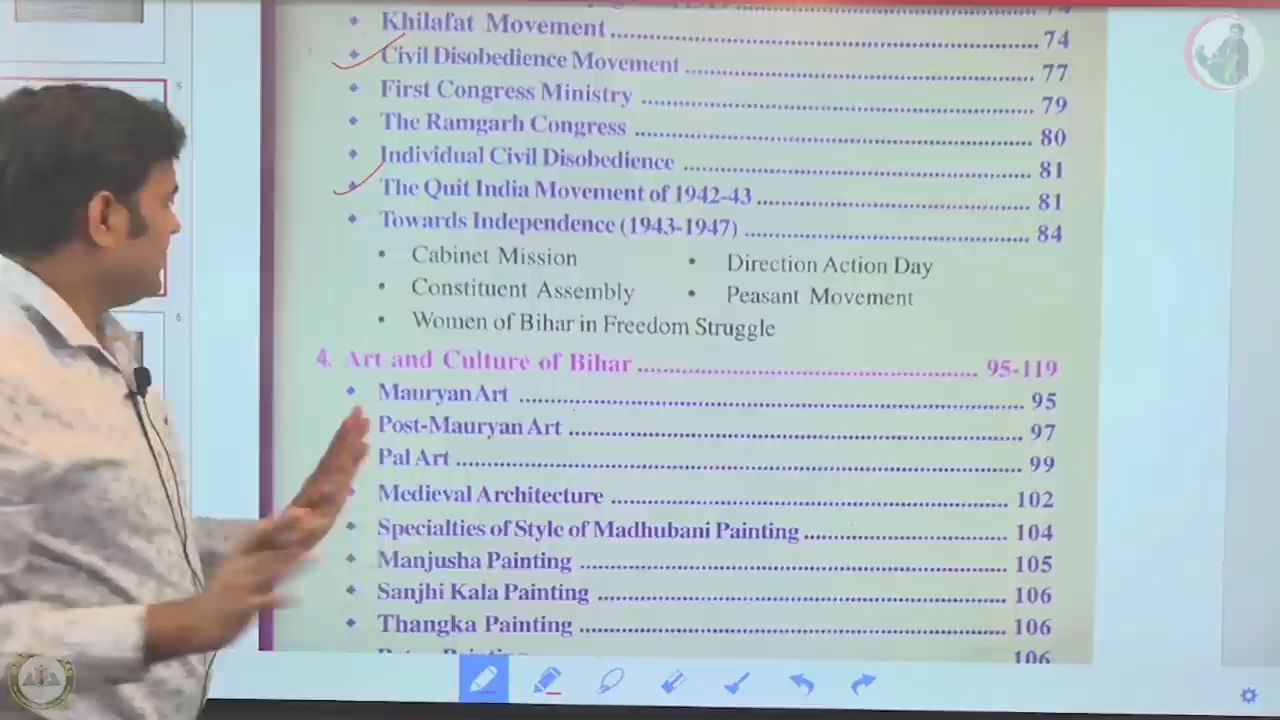 74
Khilafat Movement ........ 74
Civil Disobedience Movement ........ 77
First Congress Ministry ........ 79
The Ramgarh Congress ........ 80
Individual Civil Disobedience ........ 81
The Quit India Movement of 1942-43 ........ 81
Towards Independence (1943-1947) ........ 84
• Cabinet Mission • Direction Action Day
• Constituent Assembly • Peasant Movement
• Women of Bihar in Freedom Struggle
4. Art and Culture of Bihar ........ 95-119
Mauryan Art ........ 95
Post-Mauryan Art ........ 97
Pal Art ........ 99
Medieval Architecture ........ 102
Specialties of Style of Madhubani Painting ........ 104
Manjusha Painting ........ 105
Sanjhi Kala Painting ........ 106
Thangka Painting ........ 106
106
5
6